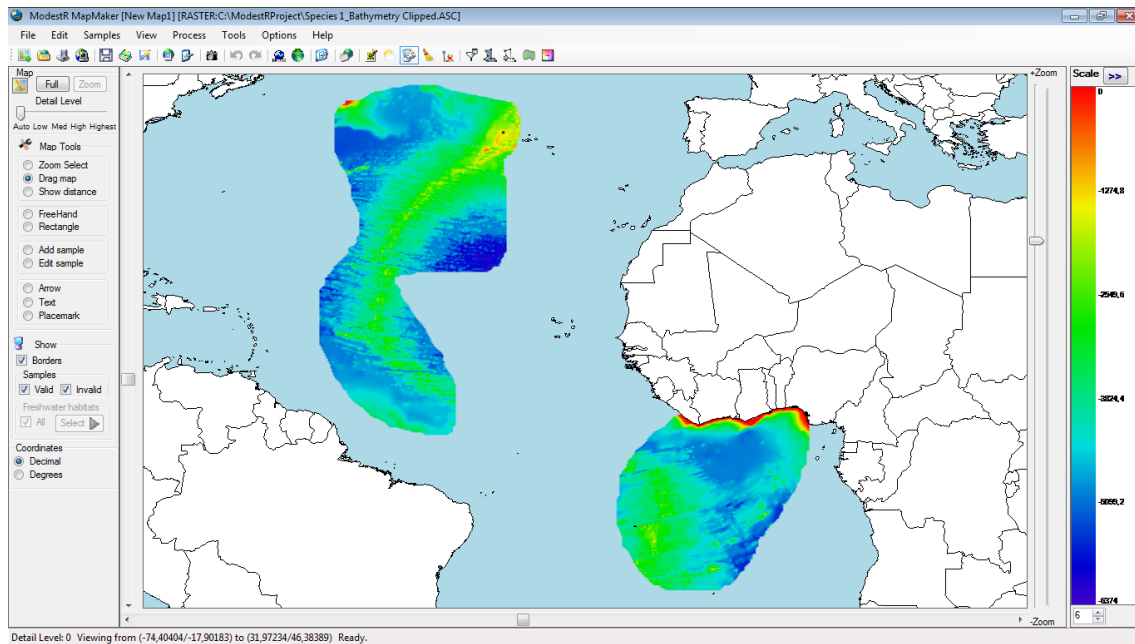 ModestR MapMaker [New Map1] [RASTER:C:\ModestRProject\Species 1_Bathymetry Clipped.ASC]
File Edit Samples View Process Tools Options Help
Map
Full Zoom
Detail Level
Auto Low Med High Highest
Map Tools
Zoom Select
Drag map
Show distance
FreeHand
Rectangle
Add sample
Edit sample
Arrow
Text
Placemark
Show
Borders
Samples
Valid Invalid
Freshwater habitats
All Select
Coordinates
Decimal
Degrees
+Zoom
-Zoom
Scale >>
0
-1274,8
-2549,6
-3824,4
-5099,2
-6374
6
Detail Level: 0 Viewing from (-74,40404/-17,90183) to (31,97234/46,38389) Ready.